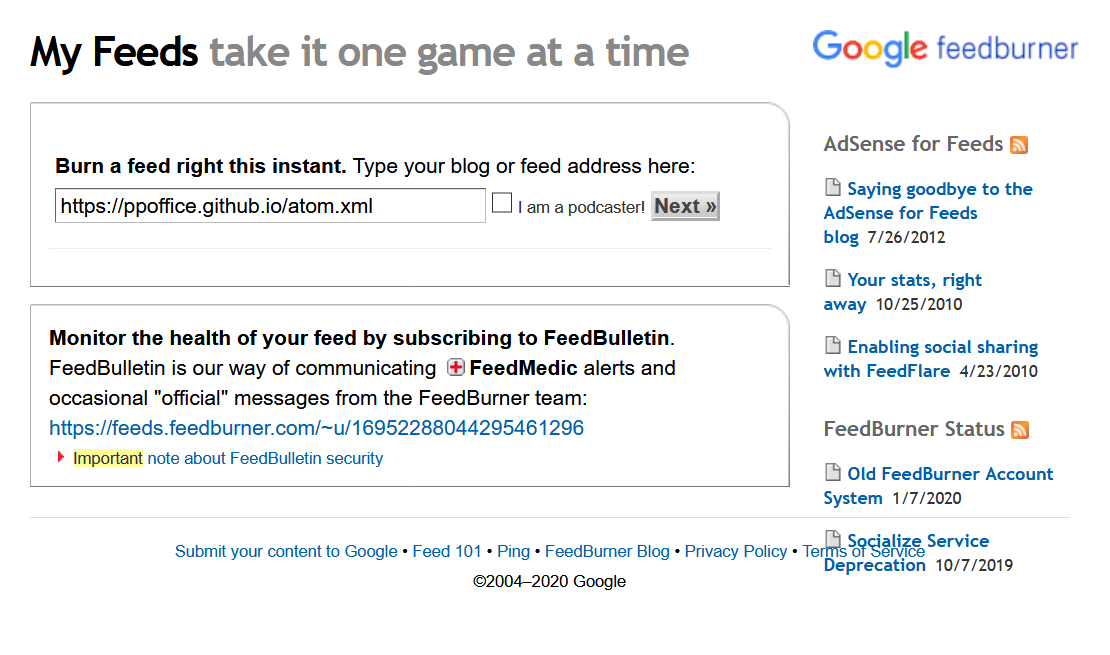 My Feeds take it one game at a time
Google feedburner
Burn a feed right this instant. Type your blog or feed address here:
https://ppoffice.github.io/atom.xml I am a podcaster! Next »
Monitor the health of your feed by subscribing to FeedBulletin.
FeedBulletin is our way of communicating FeedMedic alerts and
occasional "official" messages from the FeedBurner team:
https://feeds.feedburner.com/~u/16952288044295461296
Important note about FeedBulletin security
AdSense for Feeds
Saying goodbye to the
AdSense for Feeds
blog 7/26/2012
Your stats, right
away 10/25/2010
Enabling social sharing
with FeedFlare 4/23/2010
FeedBurner Status
Old FeedBurner Account
System 1/7/2020
Socialize Service
Deprecation 10/7/2019
Submit your content to Google • Feed 101 • Ping • FeedBurner Blog • Privacy Policy • Terms of Service
©2004–2020 Google